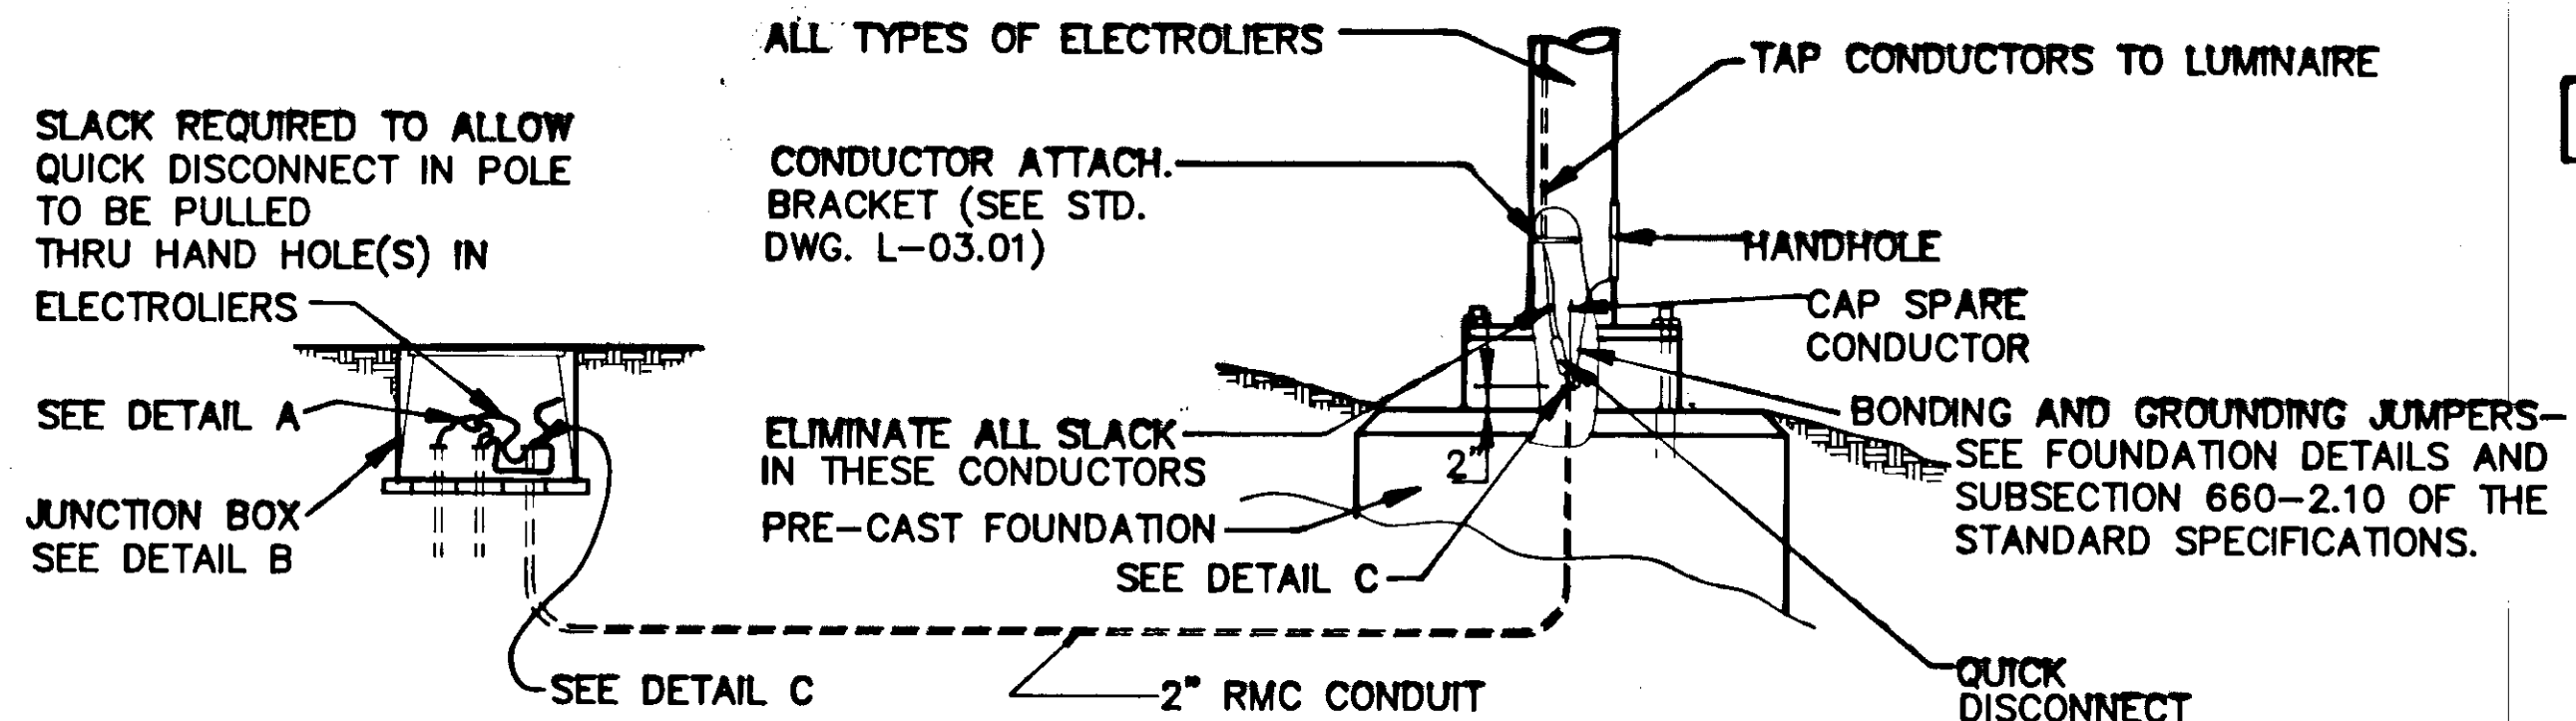 ALL TYPES OF ELECTROLIERS
TAP CONDUCTORS TO LUMINAIRE
SLACK REQUIRED TO ALLOW
QUICK DISCONNECT IN POLE
TO BE PULLED
THRU HAND HOLE(S) IN
ELECTROLIERS
CONDUCTOR ATTACH.
BRACKET (SEE STD.
DWG. L-03.01)
HANDHOLE
CAP SPARE
CONDUCTOR
SEE DETAIL A
JUNCTION BOX
SEE DETAIL B
ELIMINATE ALL SLACK
IN THESE CONDUCTORS
2"
PRE-CAST FOUNDATION
SEE DETAIL C
BONDING AND GROUNDING JUMPERS-
SEE FOUNDATION DETAILS AND
SUBSECTION 660-2.10 OF THE
STANDARD SPECIFICATIONS.
SEE DETAIL C
2" RMC CONDUIT
QUICK
DISCONNECT